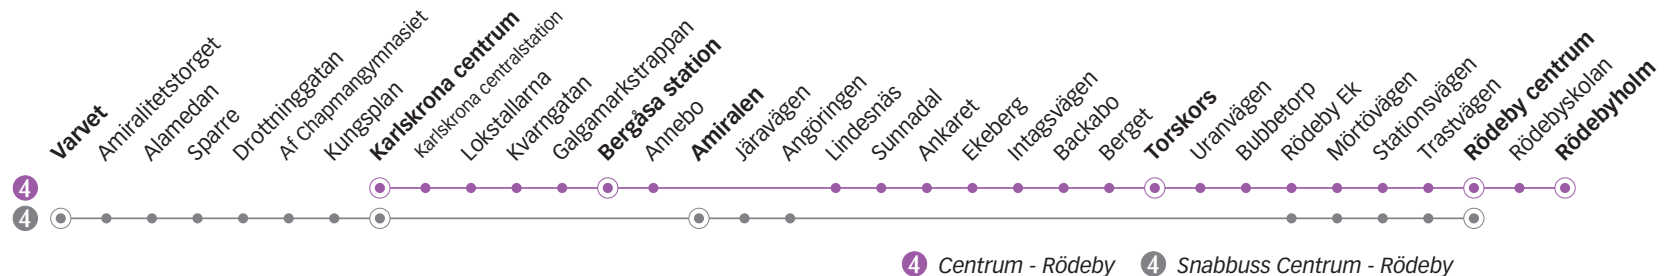 Varvet
Amiralitetstorget
Alamedan
Sparre
Drottninggatan
Af Chapmangymnasiet
Kungsplan
Karlskrona centrum
Karlskrona centralstation
Lokstallarna
Kvarngatan
Galgamarkstrappan
Bergåsa station
Annebo
Amiralen
Järavägen
Angöringen
Lindesnäs
Sunnadal
Ankaret
Ekeberg
Intagsvägen
Backabo
Berget
Torskors
Uranvägen
Bubbetorp
Rödeby Ek
Mörtövägen
Stationsvägen
Trastvägen
Rödeby centrum
Rödebyskolan
Rödebyholm
4
4
4 Centrum - Rödeby 4 Snabbuss Centrum - Rödeby